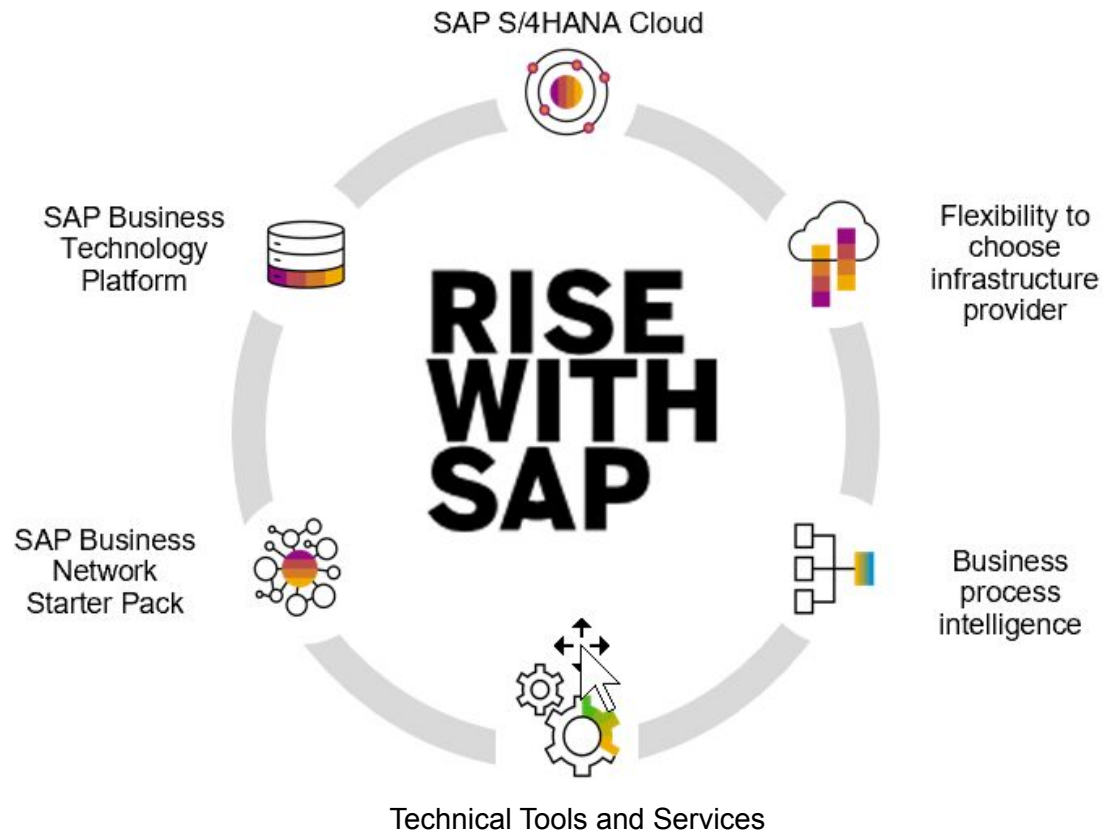 SAP S/4HANA Cloud
SAP Business
Technology
Platform
Flexibility to
choose
infrastructure
provider
RISE
WITH
SAP
SAP Business
Network
Starter Pack
Business
process
intelligence
Technical Tools and Services